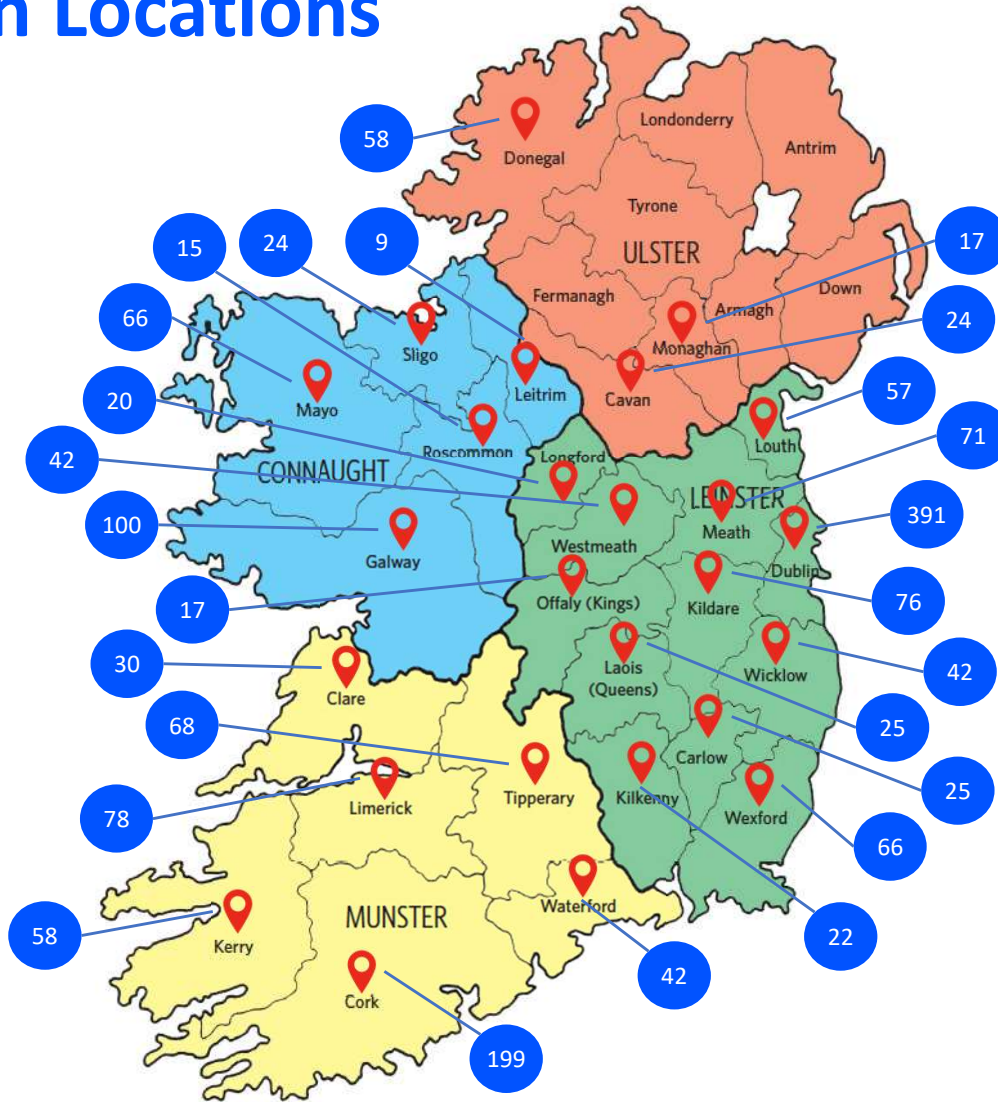 n Locations
58
Donegal
Londonderry
Antrim
Tyrone
ULSTER
15
24
9
17
Fermanagh
Armagh
Down
66
Sligo
Monaghan
24
Mayo
Leitrim
Cavan
20
57
Roscommon
Longford
Louth
42
CONNAUGHT
71
LEINSTER
100
Galway
Westmeath
Meath
391
Dublin
17
Offaly (Kings)
Kildare
76
30
Clare
Laois
(Queens)
Wicklow
42
68
25
Carlow
78
Limerick
Tipperary
Kilkenny
Wexford
25
66
58
Kerry
MUNSTER
Waterford
22
Cork
42
199